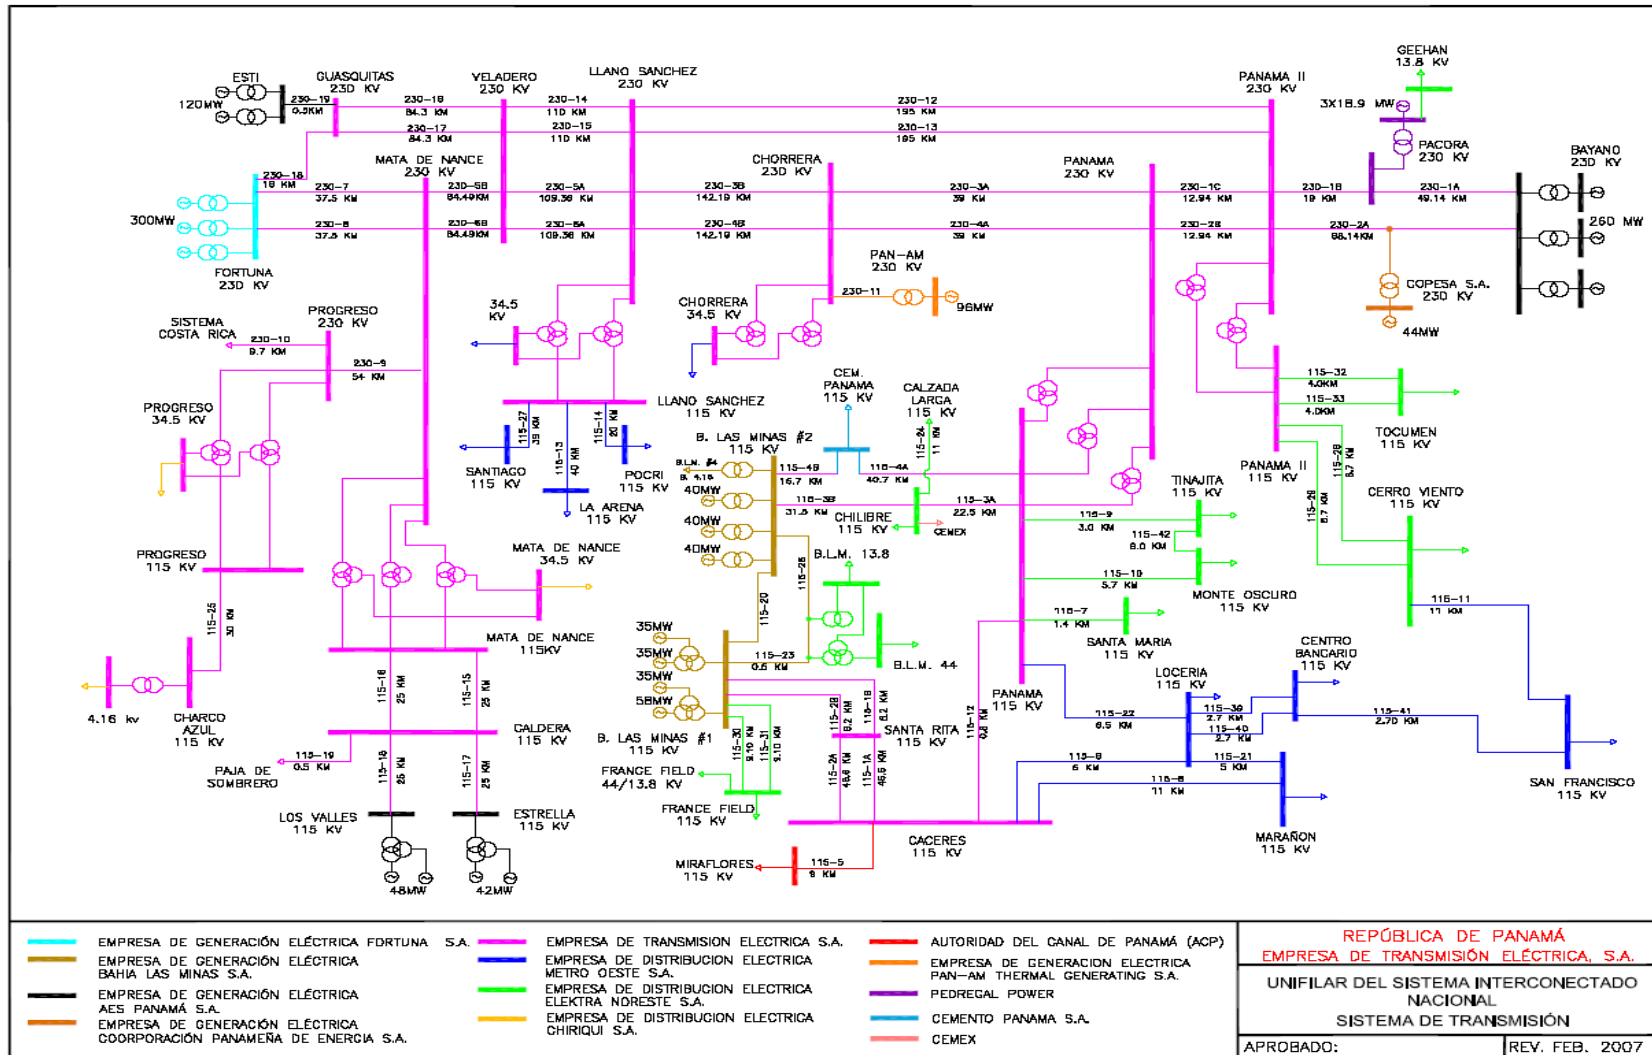 ESTI
120MW
230-19
0.5KM
GUASQUITAS
230 KV
230-16
84.3 KM
230-17
84.3 KM
VELADERO
230 KV
230-14
110 KM
230-15
110 KM
LLANO SANCHEZ
230 KV
230-12
195 KM
230-13
195 KM
PANAMA II
230 KV
GEEHAN
13.8 KV
3X18.9 MW
PACORA
230 KV
BAYANO
230 KV
260 MW
230-18
16 KM
MATA DE NANCE
230 KV
230-7
37.5 KM
230-8
37.5 KM
300MW
FORTUNA
230 KV
230-5B
84.49KM
230-6B
84.49KM
230-5A
109.36 KM
230-6A
109.36 KM
230-3B
142.19 KM
230-4B
142.19 KM
CHORRERA
230 KV
230-3A
39 KM
230-4A
39 KM
PANAMA
230 KV
230-1C
12.94 KM
230-2B
12.94 KM
230-1B
19 KM
230-1A
49.14 KM
230-2A
68.14KM
COPESA S.A.
230 KV
44MW
PAN-AM
230 KV
230-11
96MW
CHORRERA
34.5 KV
34.5
KV
SISTEMA
COSTA RICA
230-10
9.7 KM
PROGRESO
230 KV
230-9
54 KM
PROGRESO
34.5 KV
PROGRESO
115 KV
115-25
30 KM
4.16 kv
CHARCO
AZUL
115 KV
LLANO SANCHEZ
115 KV
115-27
39 KM
115-13
40 KM
115-14
20 KM
SANTIAGO
115 KV
LA ARENA
115 KV
POCRI
115 KV
MATA DE NANCE
34.5 KV
MATA DE NANCE
115KV
115-16
25 KM
115-15
25 KM
CALDERA
115 KV
115-19
0.5 KM
PAJA DE
SOMBRERO
115-18
25 KM
115-17
25 KM
LOS VALLES
115 KV
ESTRELLA
115 KV
48MW
42MW
B. LAS MINAS #2
115 KV
40MW
40MW
40MW
115-4B
16.7 KM
CEM.
PANAMA
115 KV
115-4A
40.7 KM
115-3B
31.5 KM
115-3A
22.5 KM
CALZADA
LARGA
115 KV
115-24
11 KM
CHILIBRE
115 KV
CEMEX
115-20
115-26
B.L.M. 13.8
B.L.M. 44
35MW
35MW
35MW
58MW
115-23
0.5 KM
B. LAS MINAS #1
115 KV
115-30
9.10 KM
115-31
9.10 KM
FRANCE FIELD
44/13.8 KV
FRANCE FIELD
115 KV
115-2B
6.2 KM
115-1B
6.2 KM
SANTA RITA
115 KV
115-2A
46.6 KM
115-1A
46.6 KM
115-12
0.8 KM
CACERES
115 KV
MIRAFLORES
115 KV
115-5
9 KM
PANAMA
115 KV
115-9
3.0 KM
TINAJITA
115 KV
115-42
6.0 KM
115-10
5.7 KM
MONTE OSCURO
115 KV
115-7
1.4 KM
SANTA MARIA
115 KV
115-22
6.5 KM
LOCERIA
115 KV
115-39
2.7 KM
115-40
2.7 KM
CENTRO
BANCARIO
115 KV
115-41
2.70 KM
115-8
6 KM
115-21
5 KM
115-6
11 KM
MARAÑON
115 KV
SAN FRANCISCO
115 KV
PANAMA II
115 KV
115-32
4.0KM
115-33
4.0KM
TOCUMEN
115 KV
115-28
8.7 KM
115-29
8.7 KM
CERRO VIENTO
115 KV
115-11
11 KM
EMPRESA DE GENERACIÓN ELÉCTRICA FORTUNA S.A.
EMPRESA DE GENERACIÓN ELÉCTRICA
BAHIA LAS MINAS S.A.
EMPRESA DE GENERACIÓN ELÉCTRICA
AES PANAMÁ S.A.
EMPRESA DE GENERACIÓN ELÉCTRICA
COORPORACIÓN PANAMEÑA DE ENERGIA S.A.
EMPRESA DE TRANSMISION ELECTRICA S.A.
EMPRESA DE DISTRIBUCION ELECTRICA
METRO OESTE S.A.
EMPRESA DE DISTRIBUCION ELECTRICA
ELEKTRA NORESTE S.A.
EMPRESA DE DISTRIBUCION ELECTRICA
CHIRIQUI S.A.
AUTORIDAD DEL CANAL DE PANAMÁ (ACP)
EMPRESA DE GENERACION ELECTRICA
PAN-AM THERMAL GENERATING S.A.
PEDREGAL POWER
CEMENTO PANAMA S.A.
CEMEX
REPÚBLICA DE PANAMÁ
EMPRESA DE TRANSMISIÓN ELÉCTRICA, S.A.
UNIFILAR DEL SISTEMA INTERCONECTADO
NACIONAL
SISTEMA DE TRANSMISIÓN
APROBADO:
REV. FEB. 2007